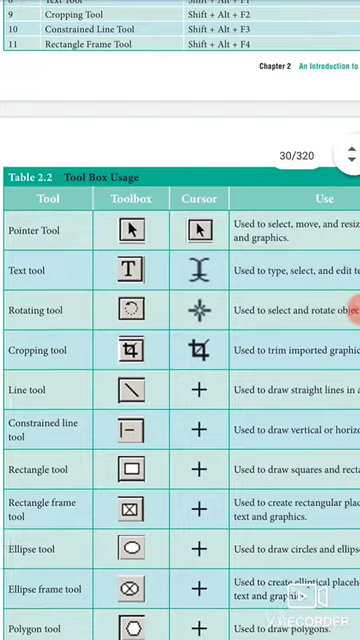 8 Text Tool Shift + Alt + F1
9 Cropping Tool Shift + Alt + F2
10 Constrained Line Tool Shift + Alt + F3
11 Rectangle Frame Tool Shift + Alt + F4
Chapter 2 An Introduction to
30/320
Table 2.2 Tool Box Usage
Tool Toolbox Cursor Use
Pointer Tool Used to select, move, and resiz
and graphics.
Text tool T Used to type, select, and edit t
Rotating tool Used to select and rotate objec
Cropping tool Used to trim imported graphic
Line tool Used to draw straight lines in a
Constrained line Used to draw vertical or horizo
tool
Rectangle tool Used to draw squares and recta
Rectangle frame Used to create rectangular plac
tool text and graphics.
Ellipse tool Used to draw circles and ellips
Ellipse frame tool Used to create elliptical placeh
text and graphics.
Polygon tool Used to draw polygons.
RECORDER